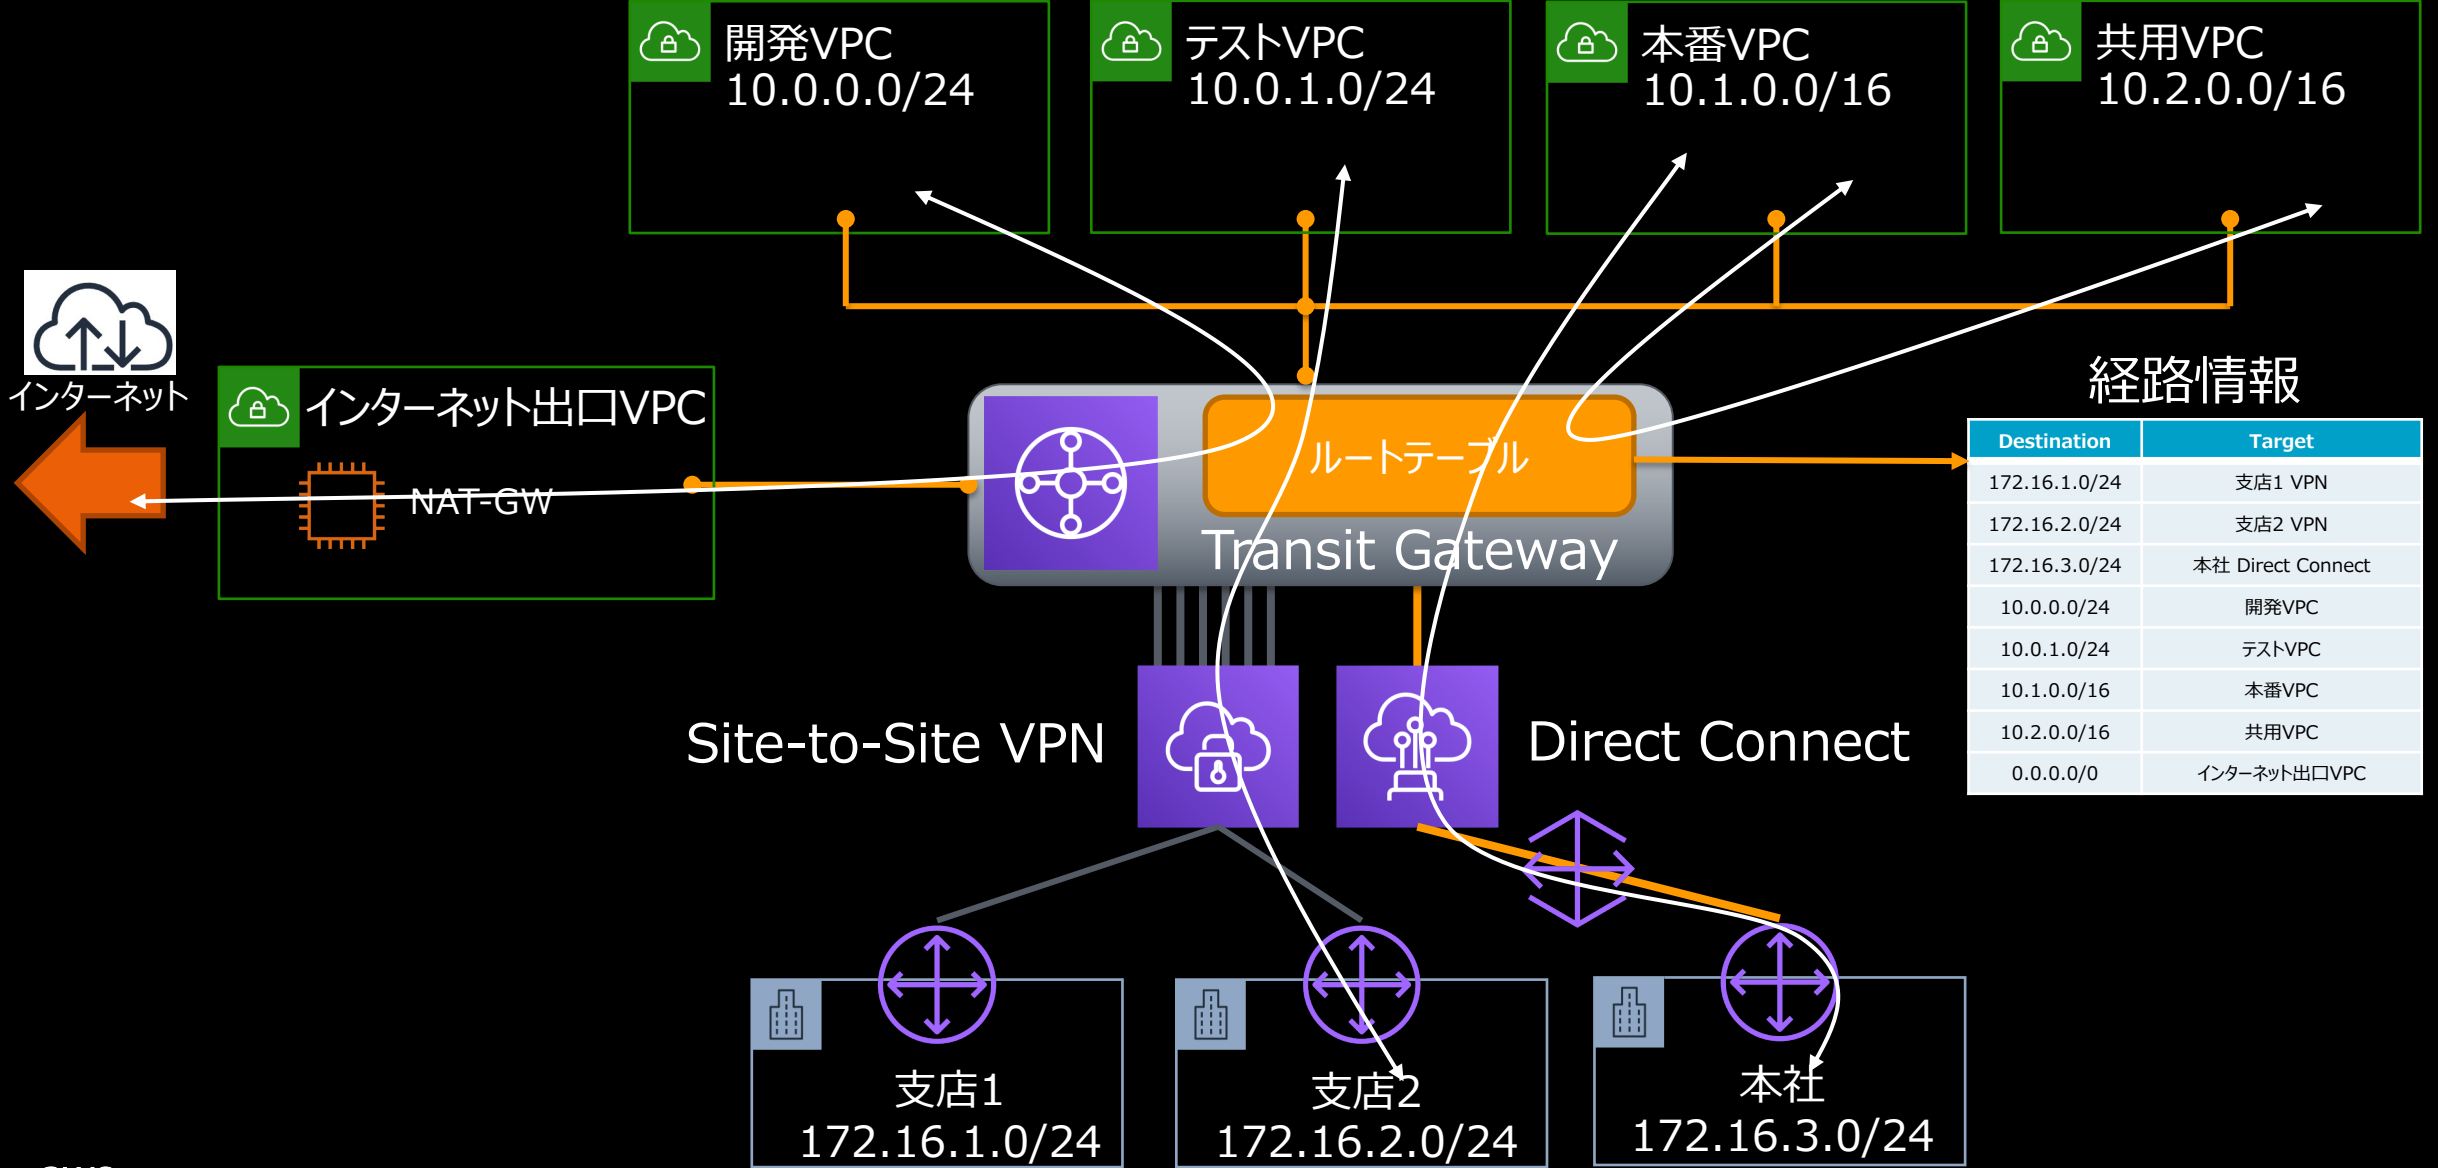 開発VPC
10.0.0.0/24
テストVPC
10.0.1.0/24
本番VPC
10.1.0.0/16
共用VPC
10.2.0.0/16
インターネット
インターネット出口VPC
NAT-GW
ルートテーブル
Transit Gateway
経路情報
Destination Target
172.16.1.0/24 支店1 VPN
172.16.2.0/24 支店2 VPN
172.16.3.0/24 本社 Direct Connect
10.0.0.0/24 開発VPC
10.0.1.0/24 テストVPC
10.1.0.0/16 本番VPC
10.2.0.0/16 共用VPC
0.0.0.0/0 インターネット出口VPC
Site-to-Site VPN
Direct Connect
支店1
172.16.1.0/24
支店2
172.16.2.0/24
本社
172.16.3.0/24